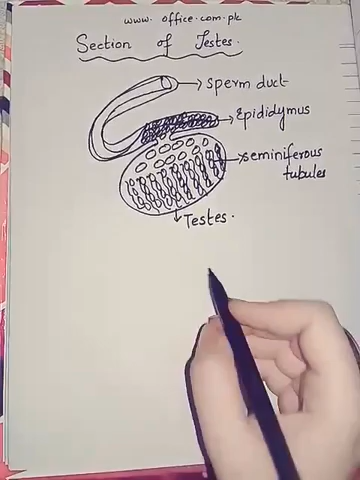 www. office.com.pk
Section of Testes.
sperm duct
Epididymus
seminiferous
tubules
Testes.